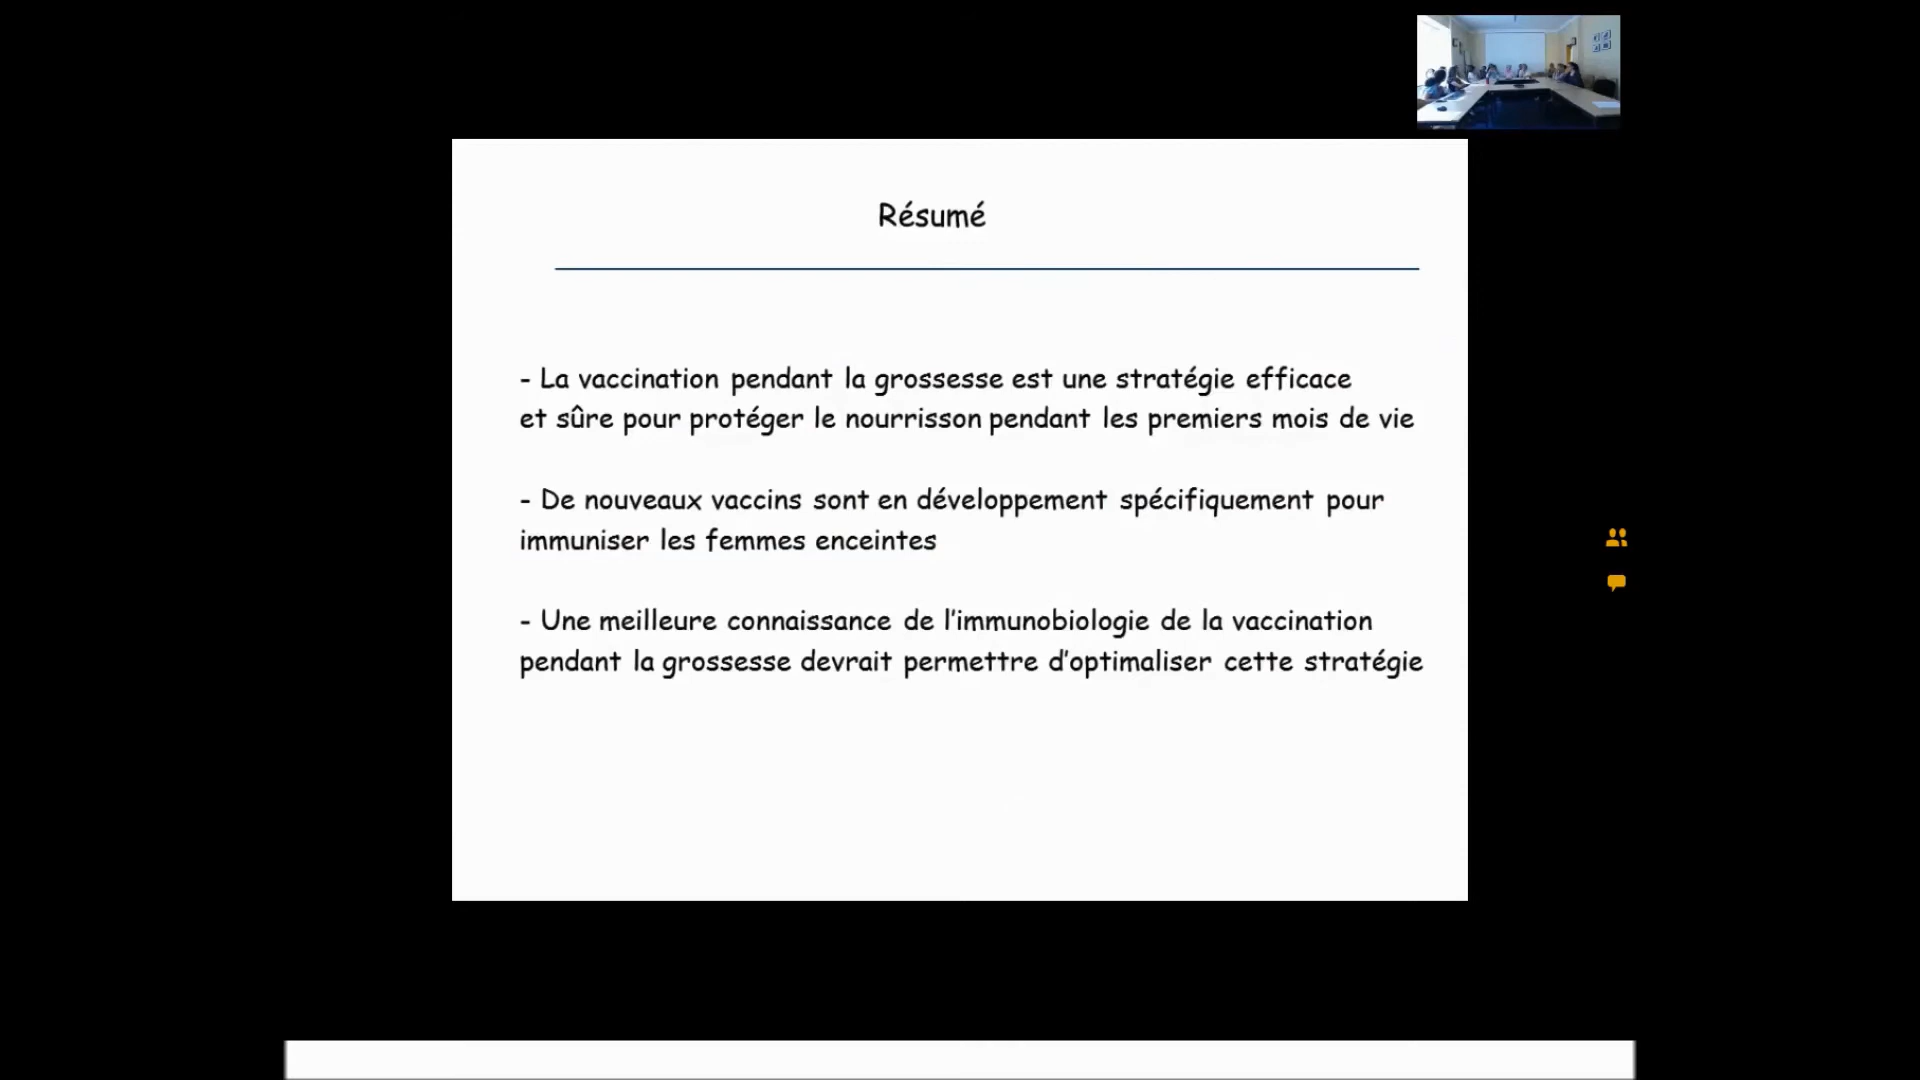 Résumé
- La vaccination pendant la grossesse est une stratégie efficace
et sûre pour protéger le nourrisson pendant les premiers mois de vie
- De nouveaux vaccins sont en développement spécifiquement pour
immuniser les femmes enceintes
- Une meilleure connaissance de l'immunobiologie de la vaccination
pendant la grossesse devrait permettre d'optimaliser cette stratégie